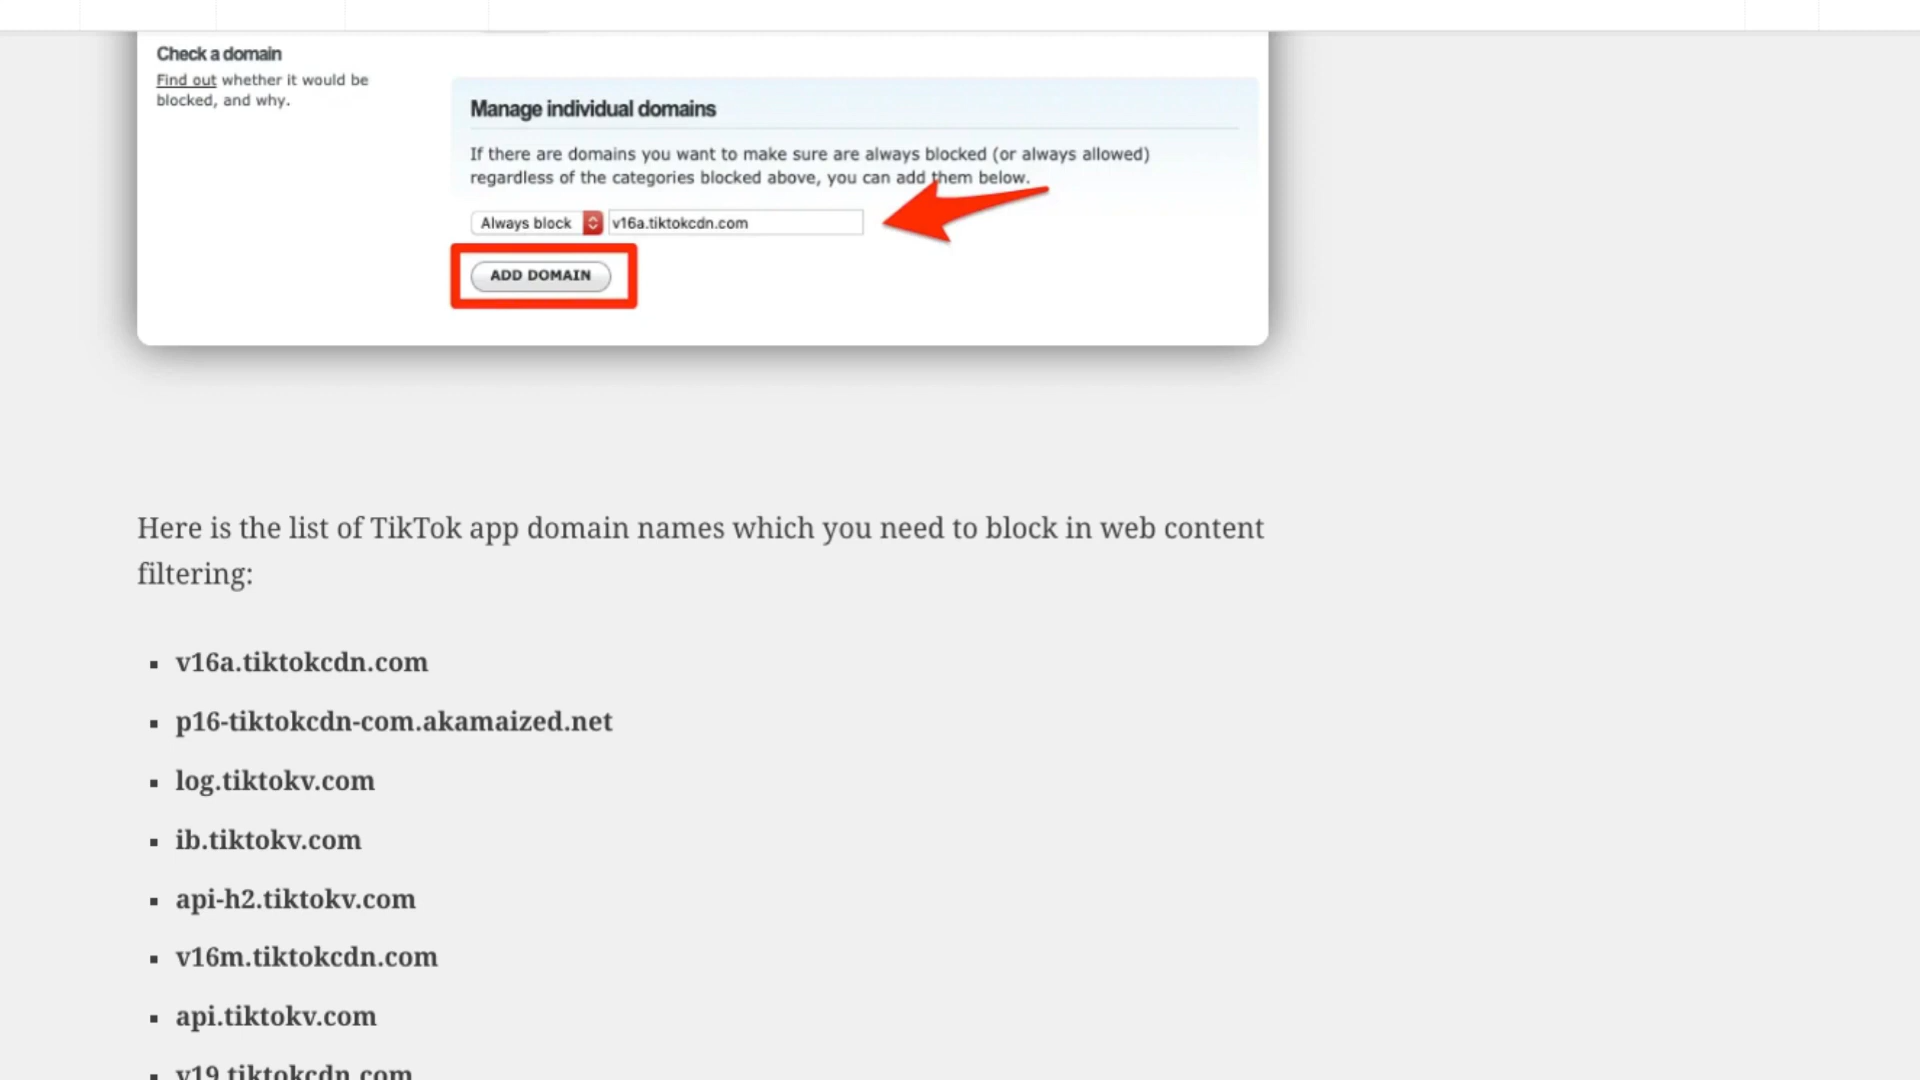 Check a domain
Find out whether it would be
blocked, and why.
Manage individual domains
If there are domains you want to make sure are always blocked (or always allowed)
regardless of the categories blocked above, you can add them below.
Always block v16a.tiktokcdn.com
ADD DOMAIN
Here is the list of TikTok app domain names which you need to block in web content
filtering:
v16a.tiktokcdn.com
p16-tiktokcdn-com.akamaized.net
log.tiktokv.com
ib.tiktokv.com
api-h2.tiktokv.com
v16m.tiktokcdn.com
api.tiktokv.com
v19.tiktokcdn.com